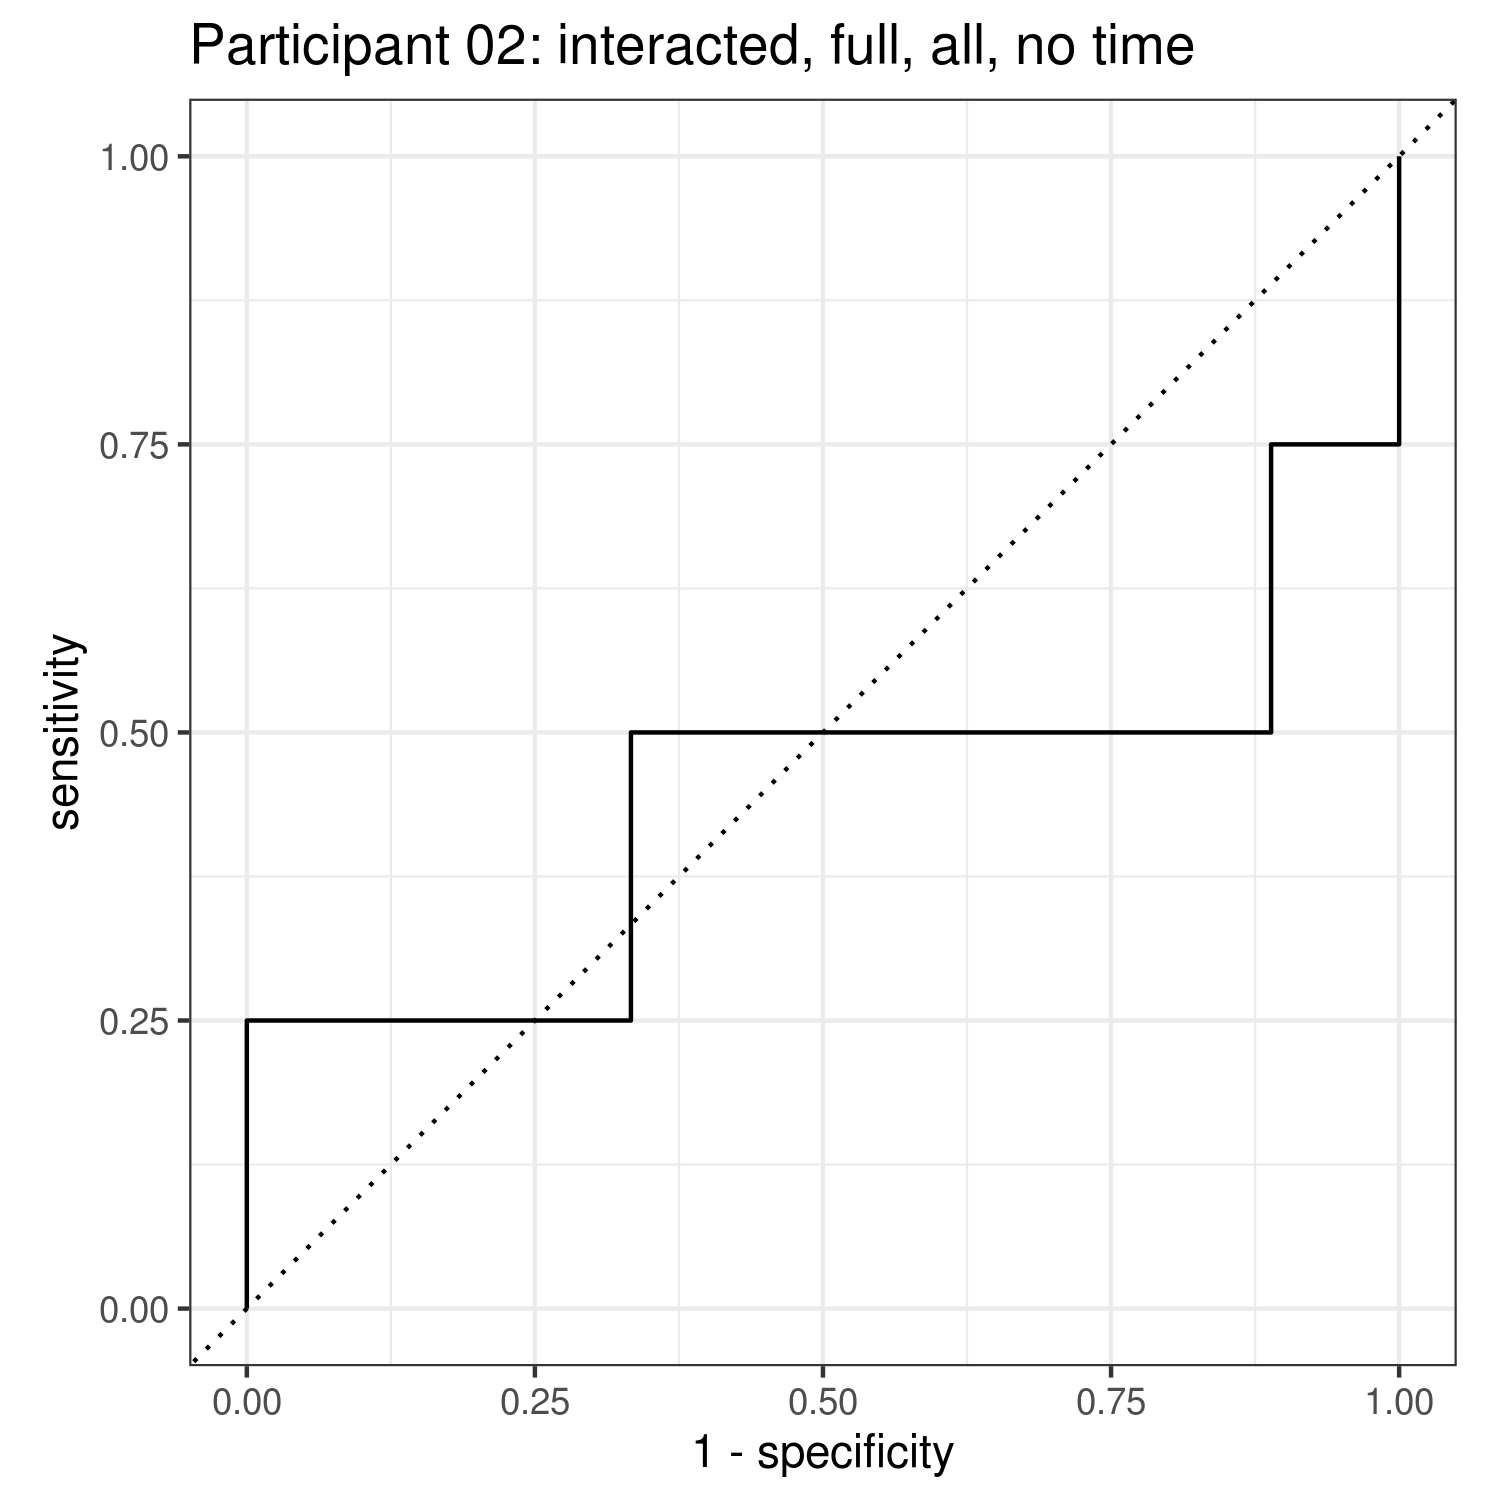 Participant 02: interacted, full, all, no time
1.00
0.75
0.50
0.25
0.00
sensitivity
0.00 0.25 0.50 0.75 1.00
1 - specificity